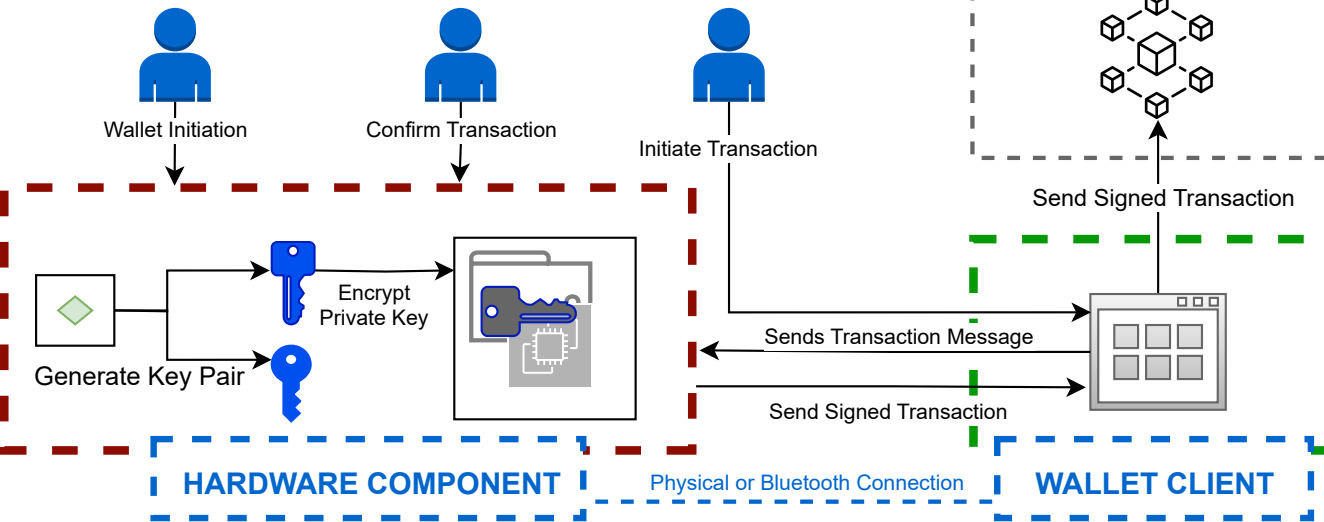 Wallet Initiation
Confirm Transaction
Initiate Transaction
Send Signed Transaction
Encrypt
Private Key
Generate Key Pair
Sends Transaction Message
Send Signed Transaction
HARDWARE COMPONENT
Physical or Bluetooth Connection
WALLET CLIENT